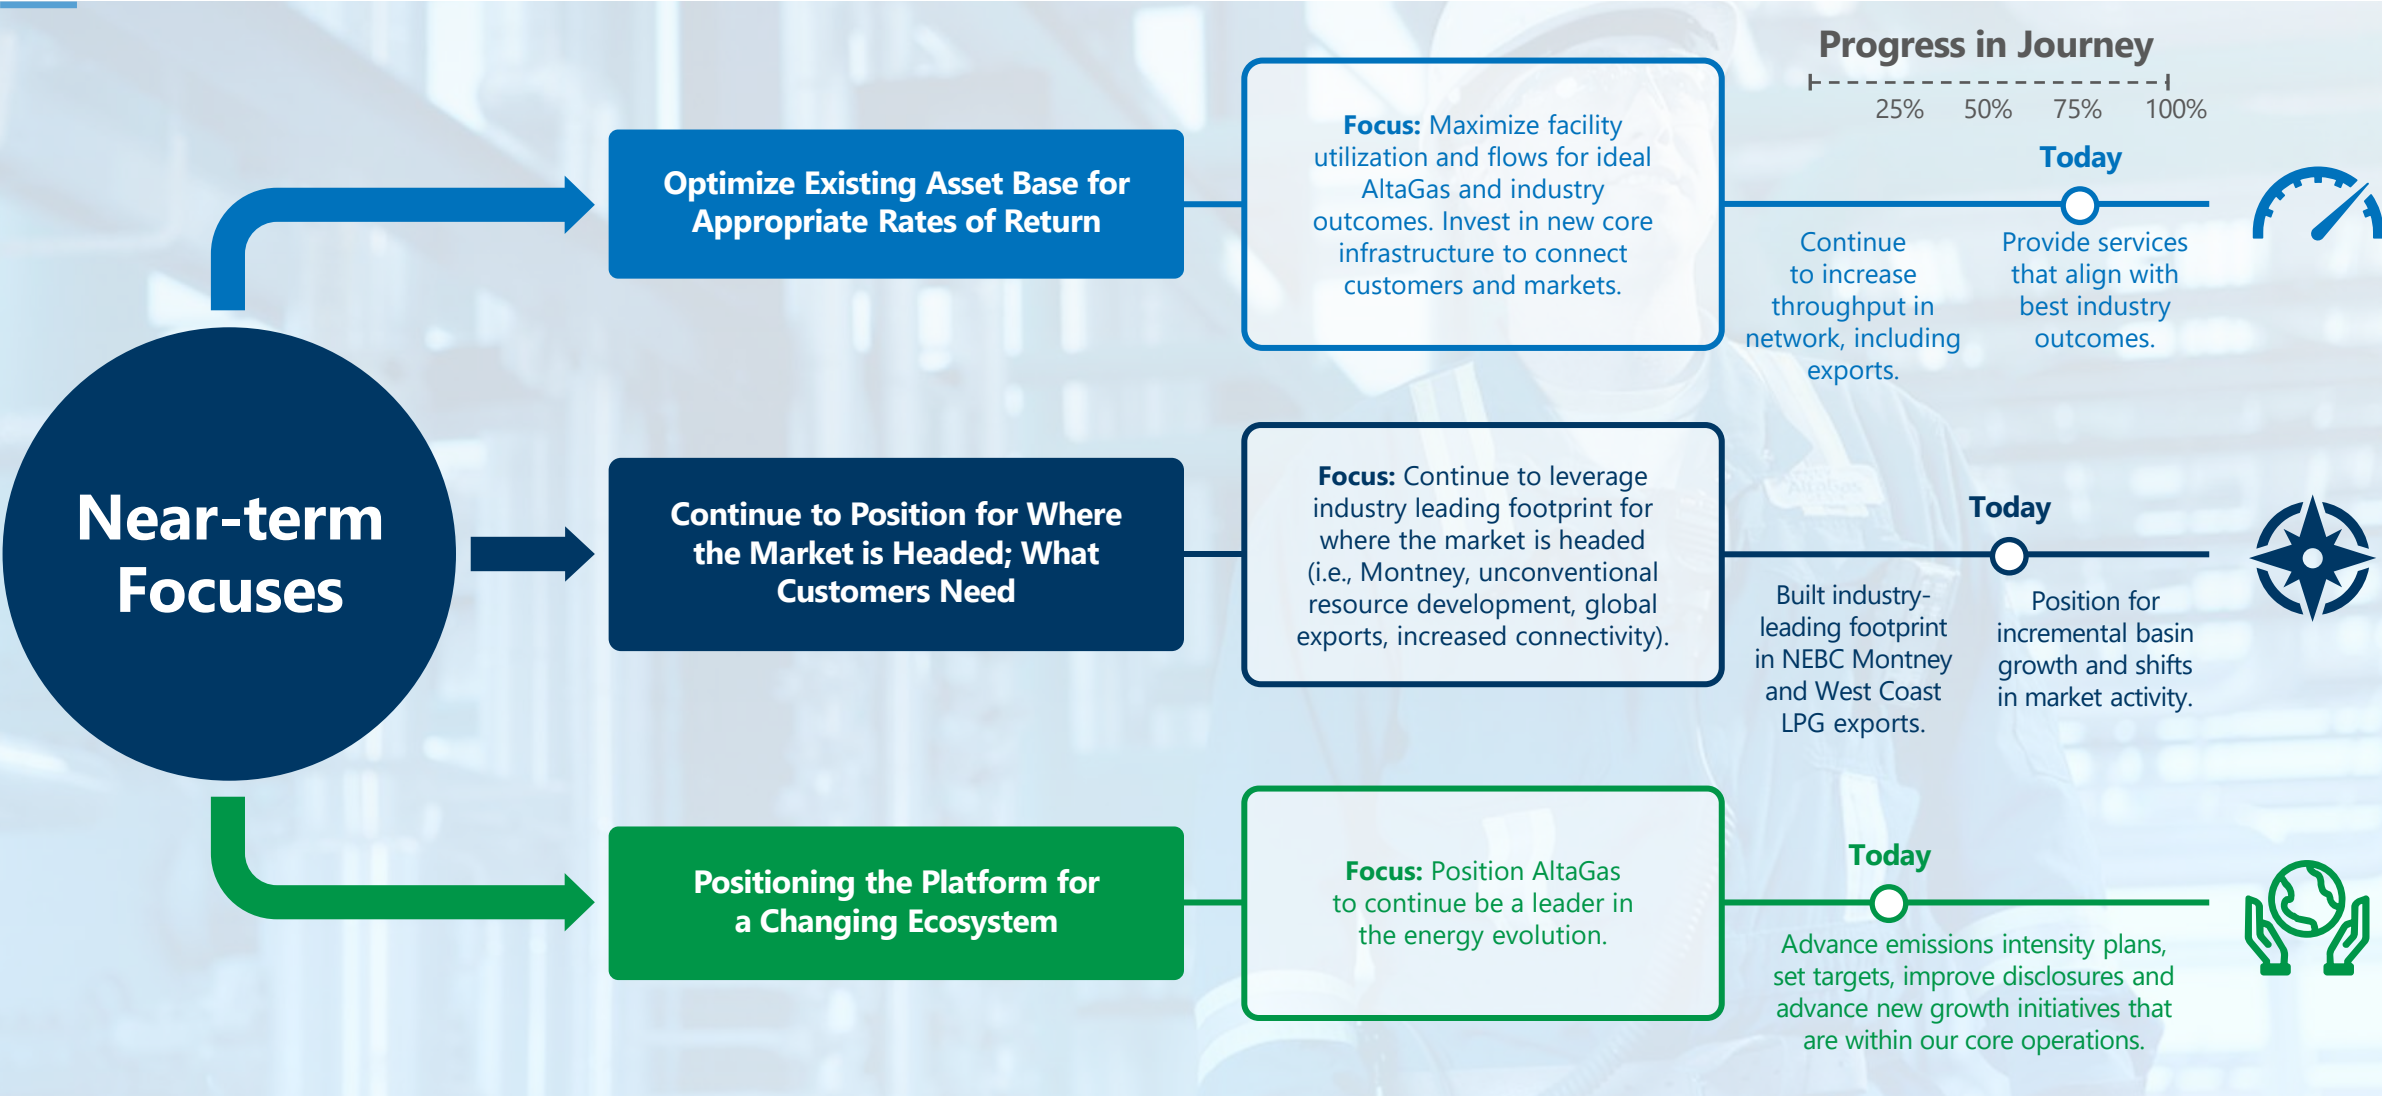 Progress in Journey
25% 50% 75% 100%
Near-term
Focuses
Optimize Existing Asset Base for
Appropriate Rates of Return
Focus: Maximize facility
utilization and flows for ideal
AltaGas and industry
outcomes. Invest in new core
infrastructure to connect
customers and markets.
Today
Continue
to increase
throughput in
network, including
exports.
Provide services
that align with
best industry
outcomes.
Continue to Position for Where
the Market is Headed; What
Customers Need
Focus: Continue to leverage
industry leading footprint for
where the market is headed
(i.e., Montney, unconventional
resource development, global
exports, increased connectivity).
Today
Built industry-
leading footprint
in NEBC Montney
and West Coast
LPG exports.
Position for
incremental basin
growth and shifts
in market activity.
Positioning the Platform for
a Changing Ecosystem
Focus: Position AltaGas
to continue be a leader in
the energy evolution.
Today
Advance emissions intensity plans,
set targets, improve disclosures and
advance new growth initiatives that
are within our core operations.
AltaGas